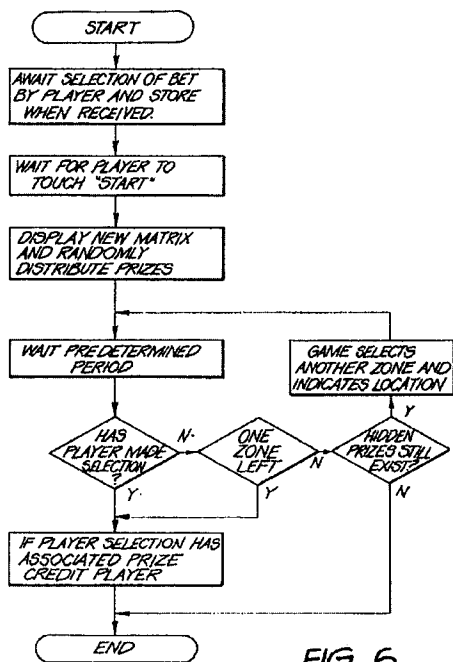 START
AWAIT SELECTION OF BET
BY PLAYER AND STORE
WHEN RECEIVED.
WAIT FOR PLAYER TO
TOUCH "START"
DISPLAY NEW MATRIX
AND RANDOMLY
DISTRIBUTE PRIZES
WAIT PREDETERMINED
PERIOD
GAME SELECTS
ANOTHER ZONE AND
INDICATES LOCATION
HAS
PLAYER MADE
SELECTION
?
N.
Y.
ONE
ZONE
LEFT
N
Y
HIDDEN
PRIZES STILL
EXIST?
Y
N
IF PLAYER SELECTION HAS
ASSOCIATED PRIZE
CREDIT PLAYER
END
FIG. 6